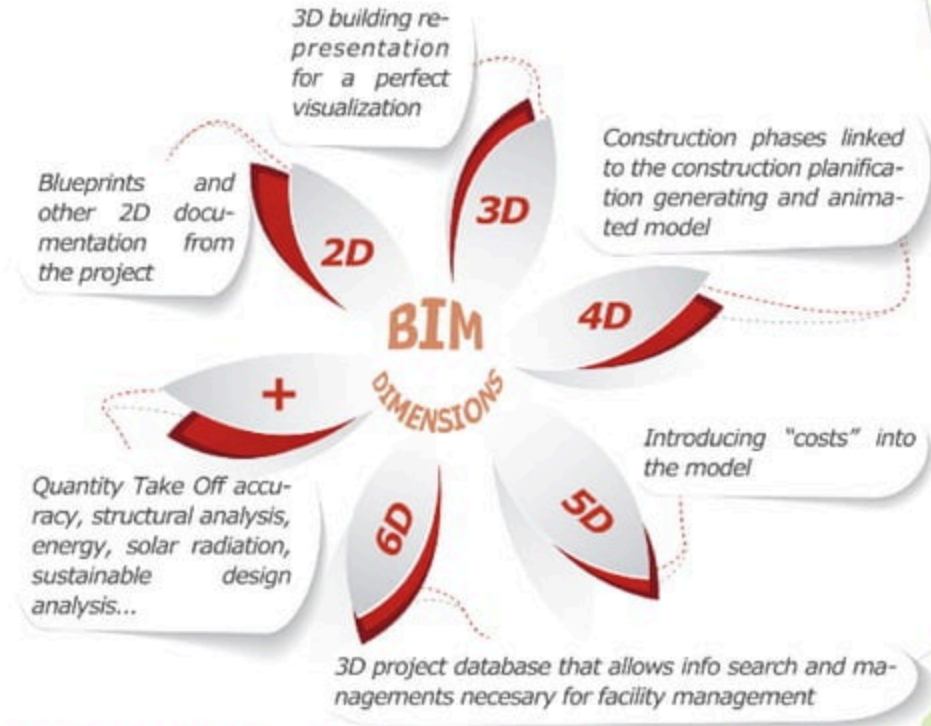 3D building re-
presentation
for a perfect
visualization
Blueprints and
other 2D docu-
mentation from
the project
2D
3D
Construction phases linked
to the construction planifica-
tion generating and anima-
ted model
4D
BIM
DIMENSIONS
+
Introducing “costs” into
the model
5D
6D
Quantity Take Off accu-
racy, structural analysis,
energy, solar radiation,
sustainable design
analysis...
3D project database that allows info search and ma-
nagements necesary for facility management